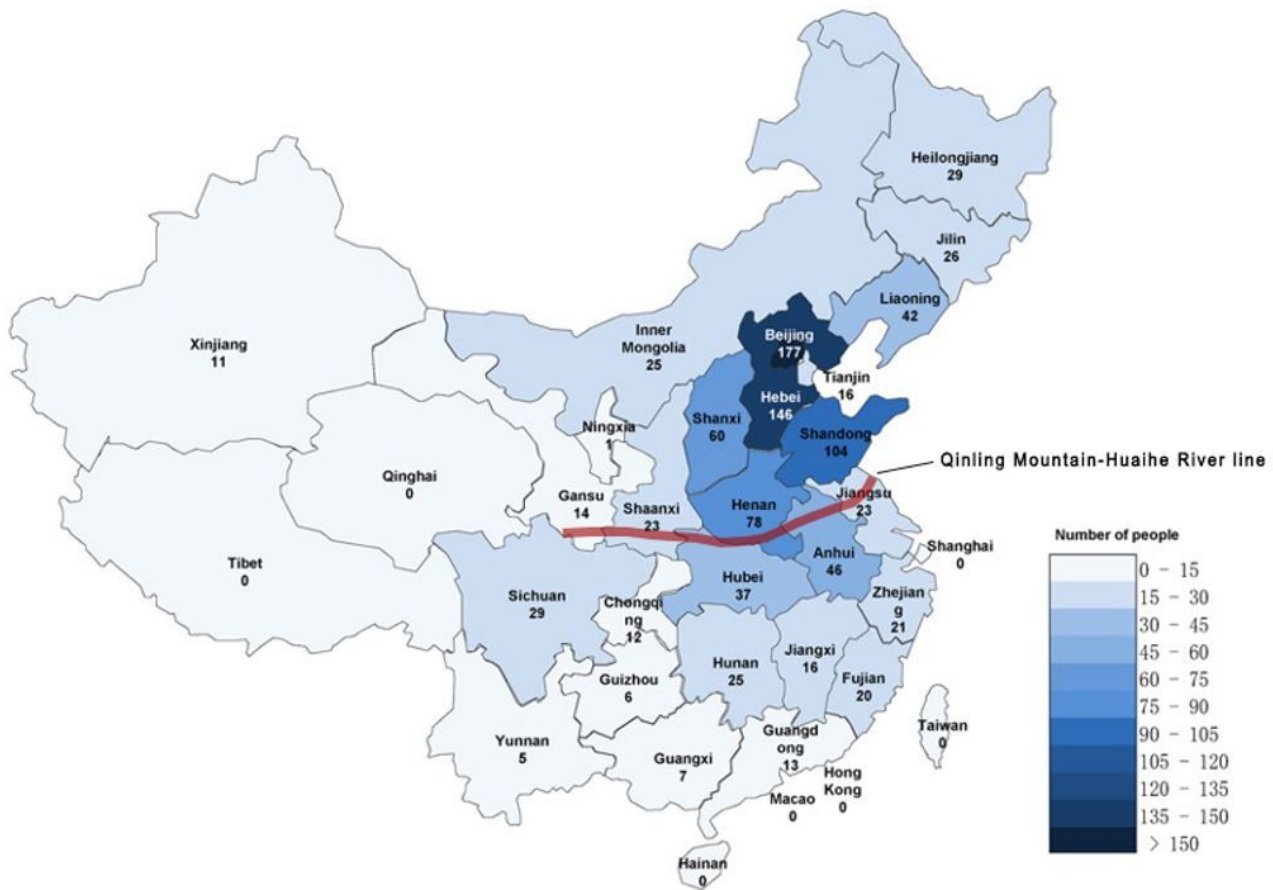 Heilongjiang
29
Jilin
26
Liaoning
42
Xinjiang
11
Inner
Mongolia
25
Beijing
177
Tianjin
16
Hebei
146
Shanxi
60
Shandong
104
Ningxia
1
Qinghai
0
Gansu
14
Shaanxi
23
Henan
78
Jiangsu
23
Qinling Mountain-Huaihe River line
Tibet
0
Sichuan
29
Chongqi
ng
12
Hubei
37
Anhui
46
Shanghai
0
Zhejian
g
21
Hunan
25
Jiangxi
16
Fujian
20
Guizhou
6
Yunnan
5
Guangxi
7
Guangd
ong
13
Hong
Kong
0
Macao
0
Taiwan
0
Hainan
0
Number of people
0 - 15
15 - 30
30 - 45
45 - 60
60 - 75
75 - 90
90 - 105
105 - 120
120 - 135
135 - 150
> 150